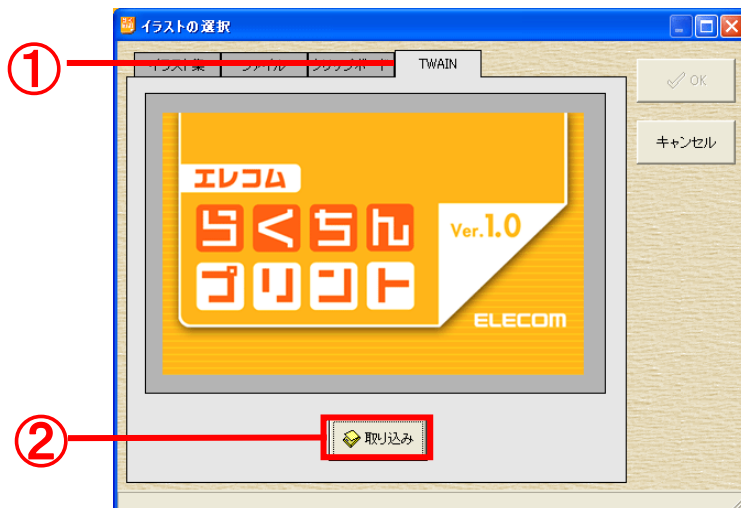 イラストの選択
①
イラスト集 ファイル クリップボード TWAIN
OK
キャンセル
エレコム
らくちん
プリント
Ver.1.0
ELECOM
②
取り込み